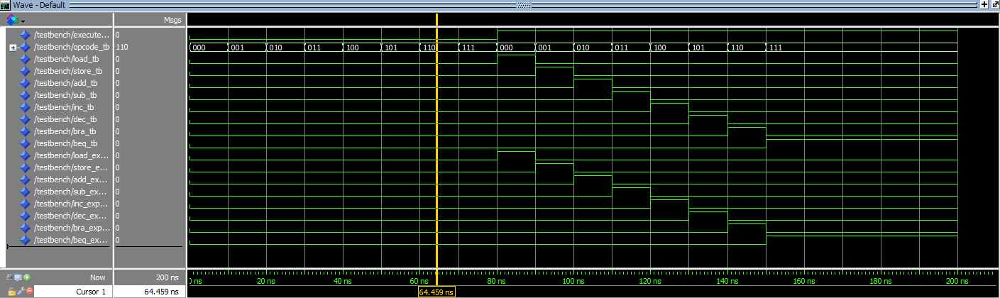 Wave - Default
Msgs
/testbench/execute... 0
/testbench/opcode_tb 110 000 001 010 011 100 101 110 111 000 001 010 011 100 101 110 111
/testbench/load_tb 0
/testbench/store_tb 0
/testbench/add_tb 0
/testbench/sub_tb 0
/testbench/inc_tb 0
/testbench/dec_tb 0
/testbench/bra_tb 0
/testbench/beq_tb 0
/testbench/load_ex... 0
/testbench/store_e... 0
/testbench/add_ex... 0
/testbench/sub_ex... 0
/testbench/inc_exp... 0
/testbench/dec_ex... 0
/testbench/bra_exp... 0
/testbench/beq_ex... 0
Now 200 ns 0 ns 20 ns 40 ns 60 ns 80 ns 100 ns 120 ns 140 ns 160 ns 180 ns 200 ns
Cursor 1 64.459 ns 64.459 ns